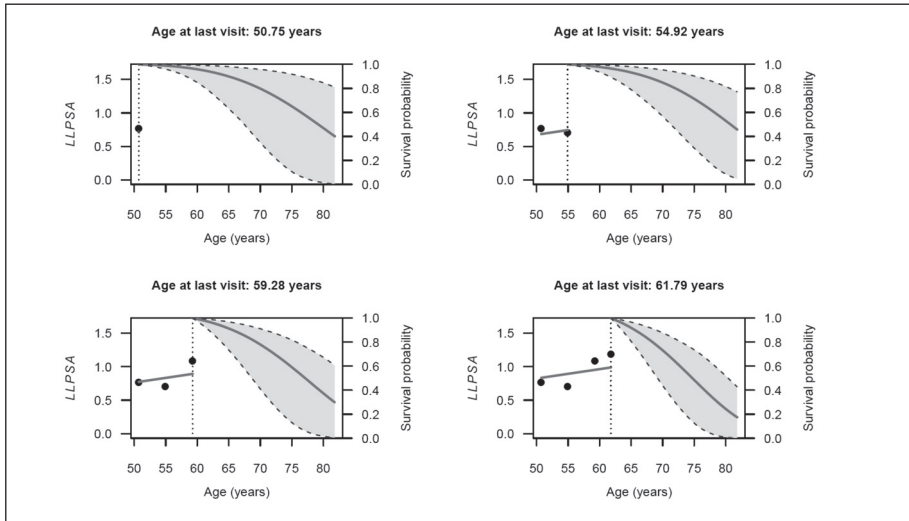 Age at last visit: 50.75 years
LLPSA
1.5
1.0
0.5
0.0
1.0
0.8
0.6
0.4
0.2
0.0
Survival probability
50 55 60 65 70 75 80
Age (years)
Age at last visit: 54.92 years
LLPSA
1.5
1.0
0.5
0.0
1.0
0.8
0.6
0.4
0.2
0.0
Survival probability
50 55 60 65 70 75 80
Age (years)
Age at last visit: 59.28 years
LLPSA
1.5
1.0
0.5
0.0
1.0
0.8
0.6
0.4
0.2
0.0
Survival probability
50 55 60 65 70 75 80
Age (years)
Age at last visit: 61.79 years
LLPSA
1.5
1.0
0.5
0.0
1.0
0.8
0.6
0.4
0.2
0.0
Survival probability
50 55 60 65 70 75 80
Age (years)